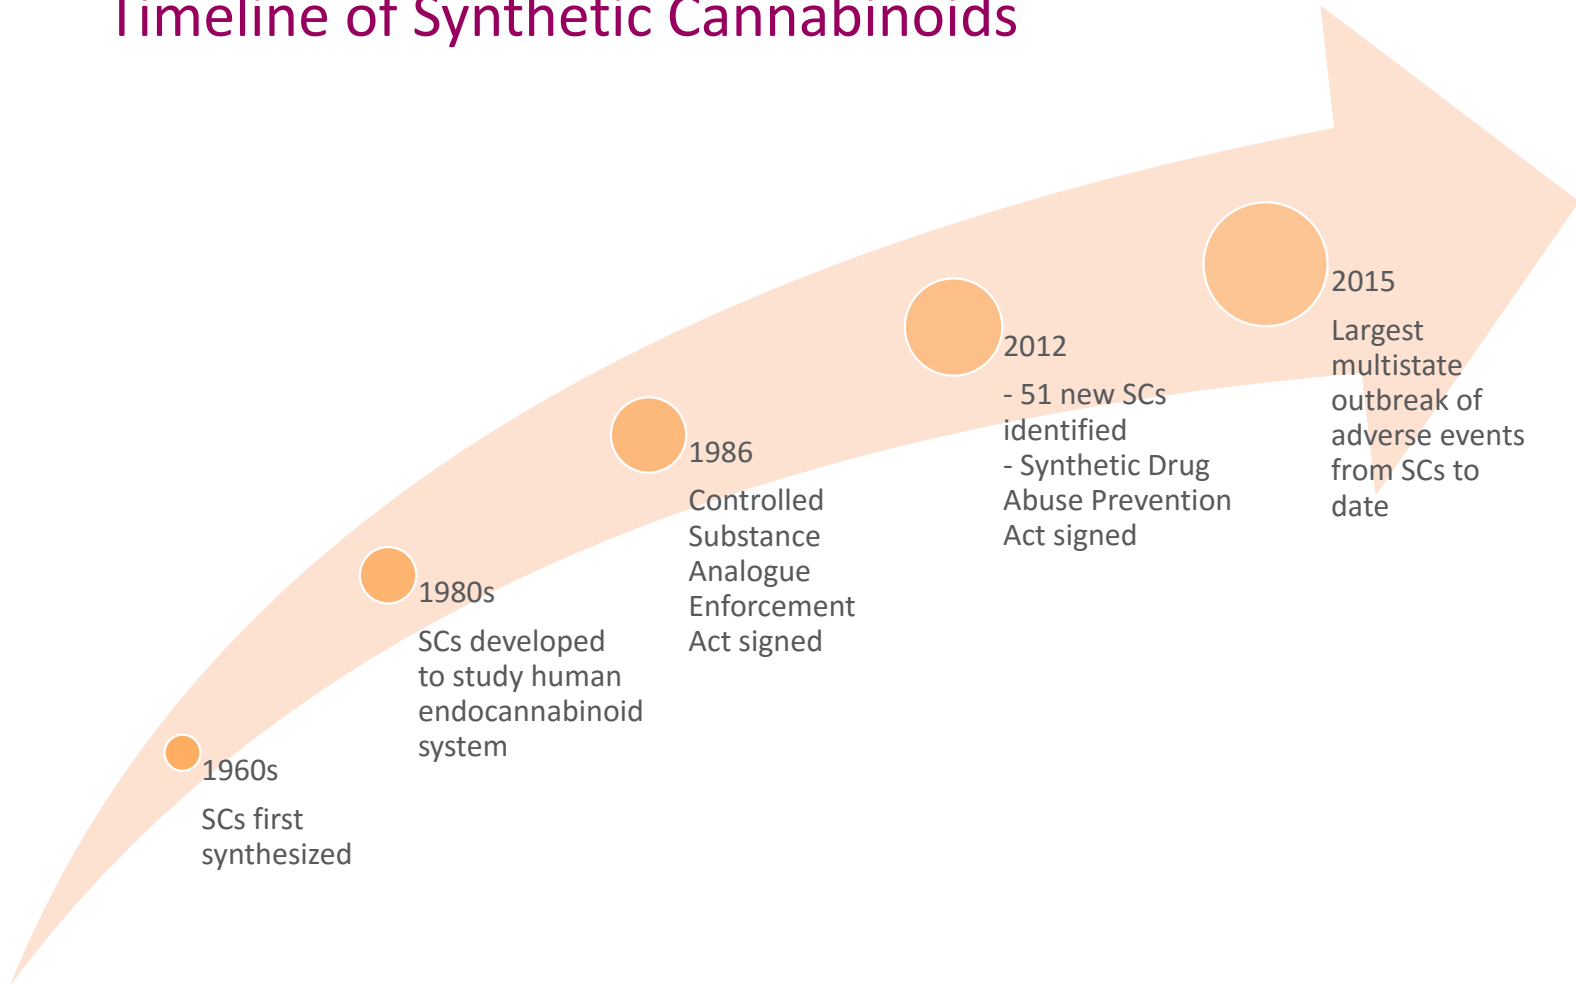 Timeline of Synthetic Cannabinoids
1960s
SCs first
synthesized
1980s
SCs developed
to study human
endocannabinoid
system
1986
Controlled
Substance
Analogue
Enforcement
Act signed
2012
- 51 new SCs
identified
- Synthetic Drug
Abuse Prevention
Act signed
2015
Largest
multistate
outbreak of
adverse events
from SCs to
date